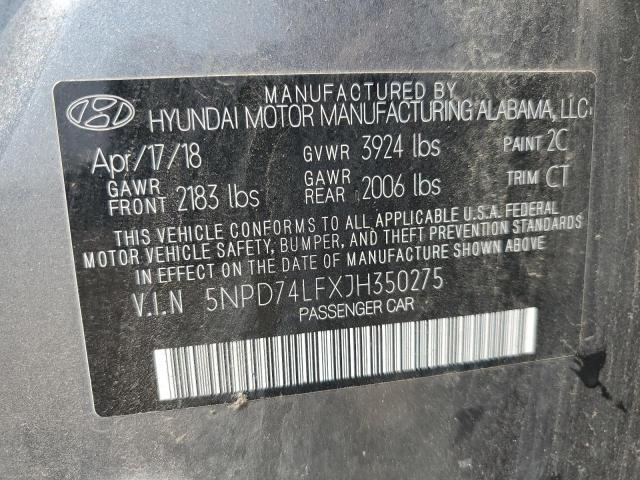 MANUFACTURED BY
HYUNDAI MOTOR MANUFACTURING ALABAMA, LLC
Apr/17/18 GVWR 3924 lbs PAINT 2C
GAWR FRONT 2183 lbs GAWR REAR 2006 lbs TRIM CT
THIS VEHICLE CONFORMS TO ALL APPLICABLE U.S.A. FEDERAL
MOTOR VEHICLE SAFETY, BUMPER, AND THEFT PREVENTION STANDARDS
IN EFFECT ON THE DATE OF MANUFACTURE SHOWN ABOVE
V.I.N 5NPD74LFXJH350275
PASSENGER CAR